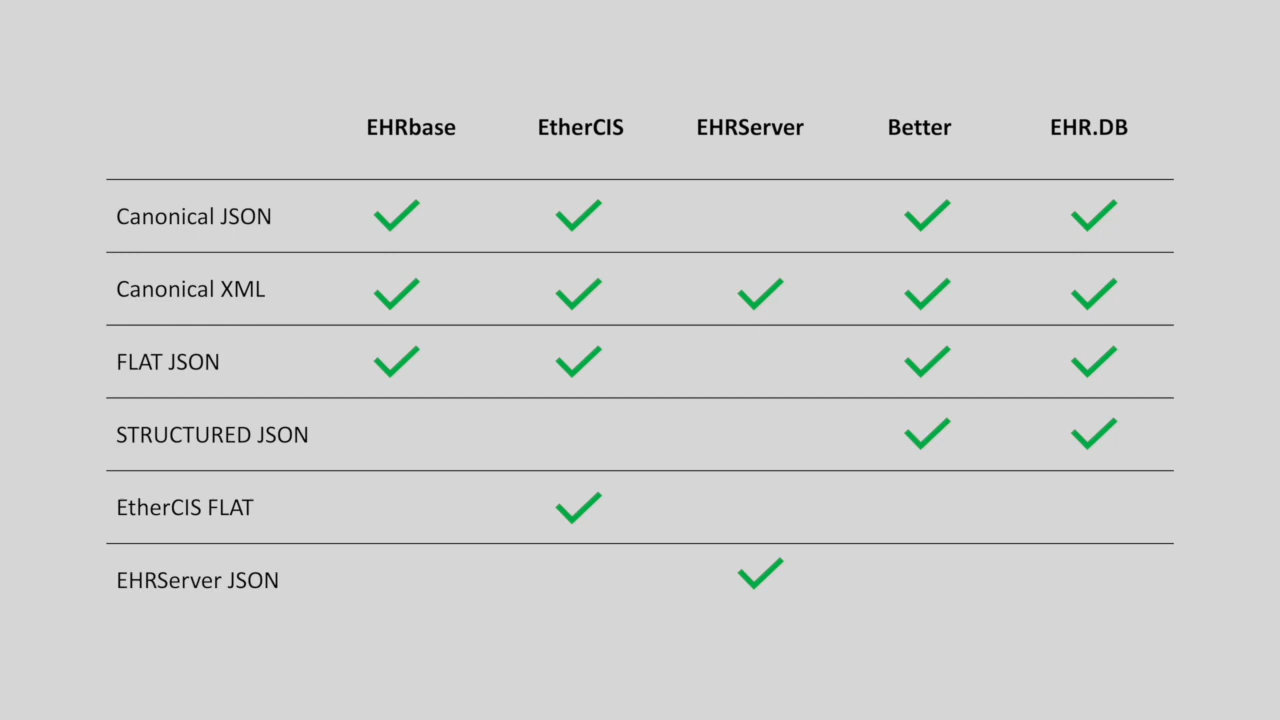 EHRbase EtherCIS EHRServer Better EHR.DB
Canonical JSON
Canonical XML
FLAT JSON
STRUCTURED JSON
EtherCIS FLAT
EHRServer JSON